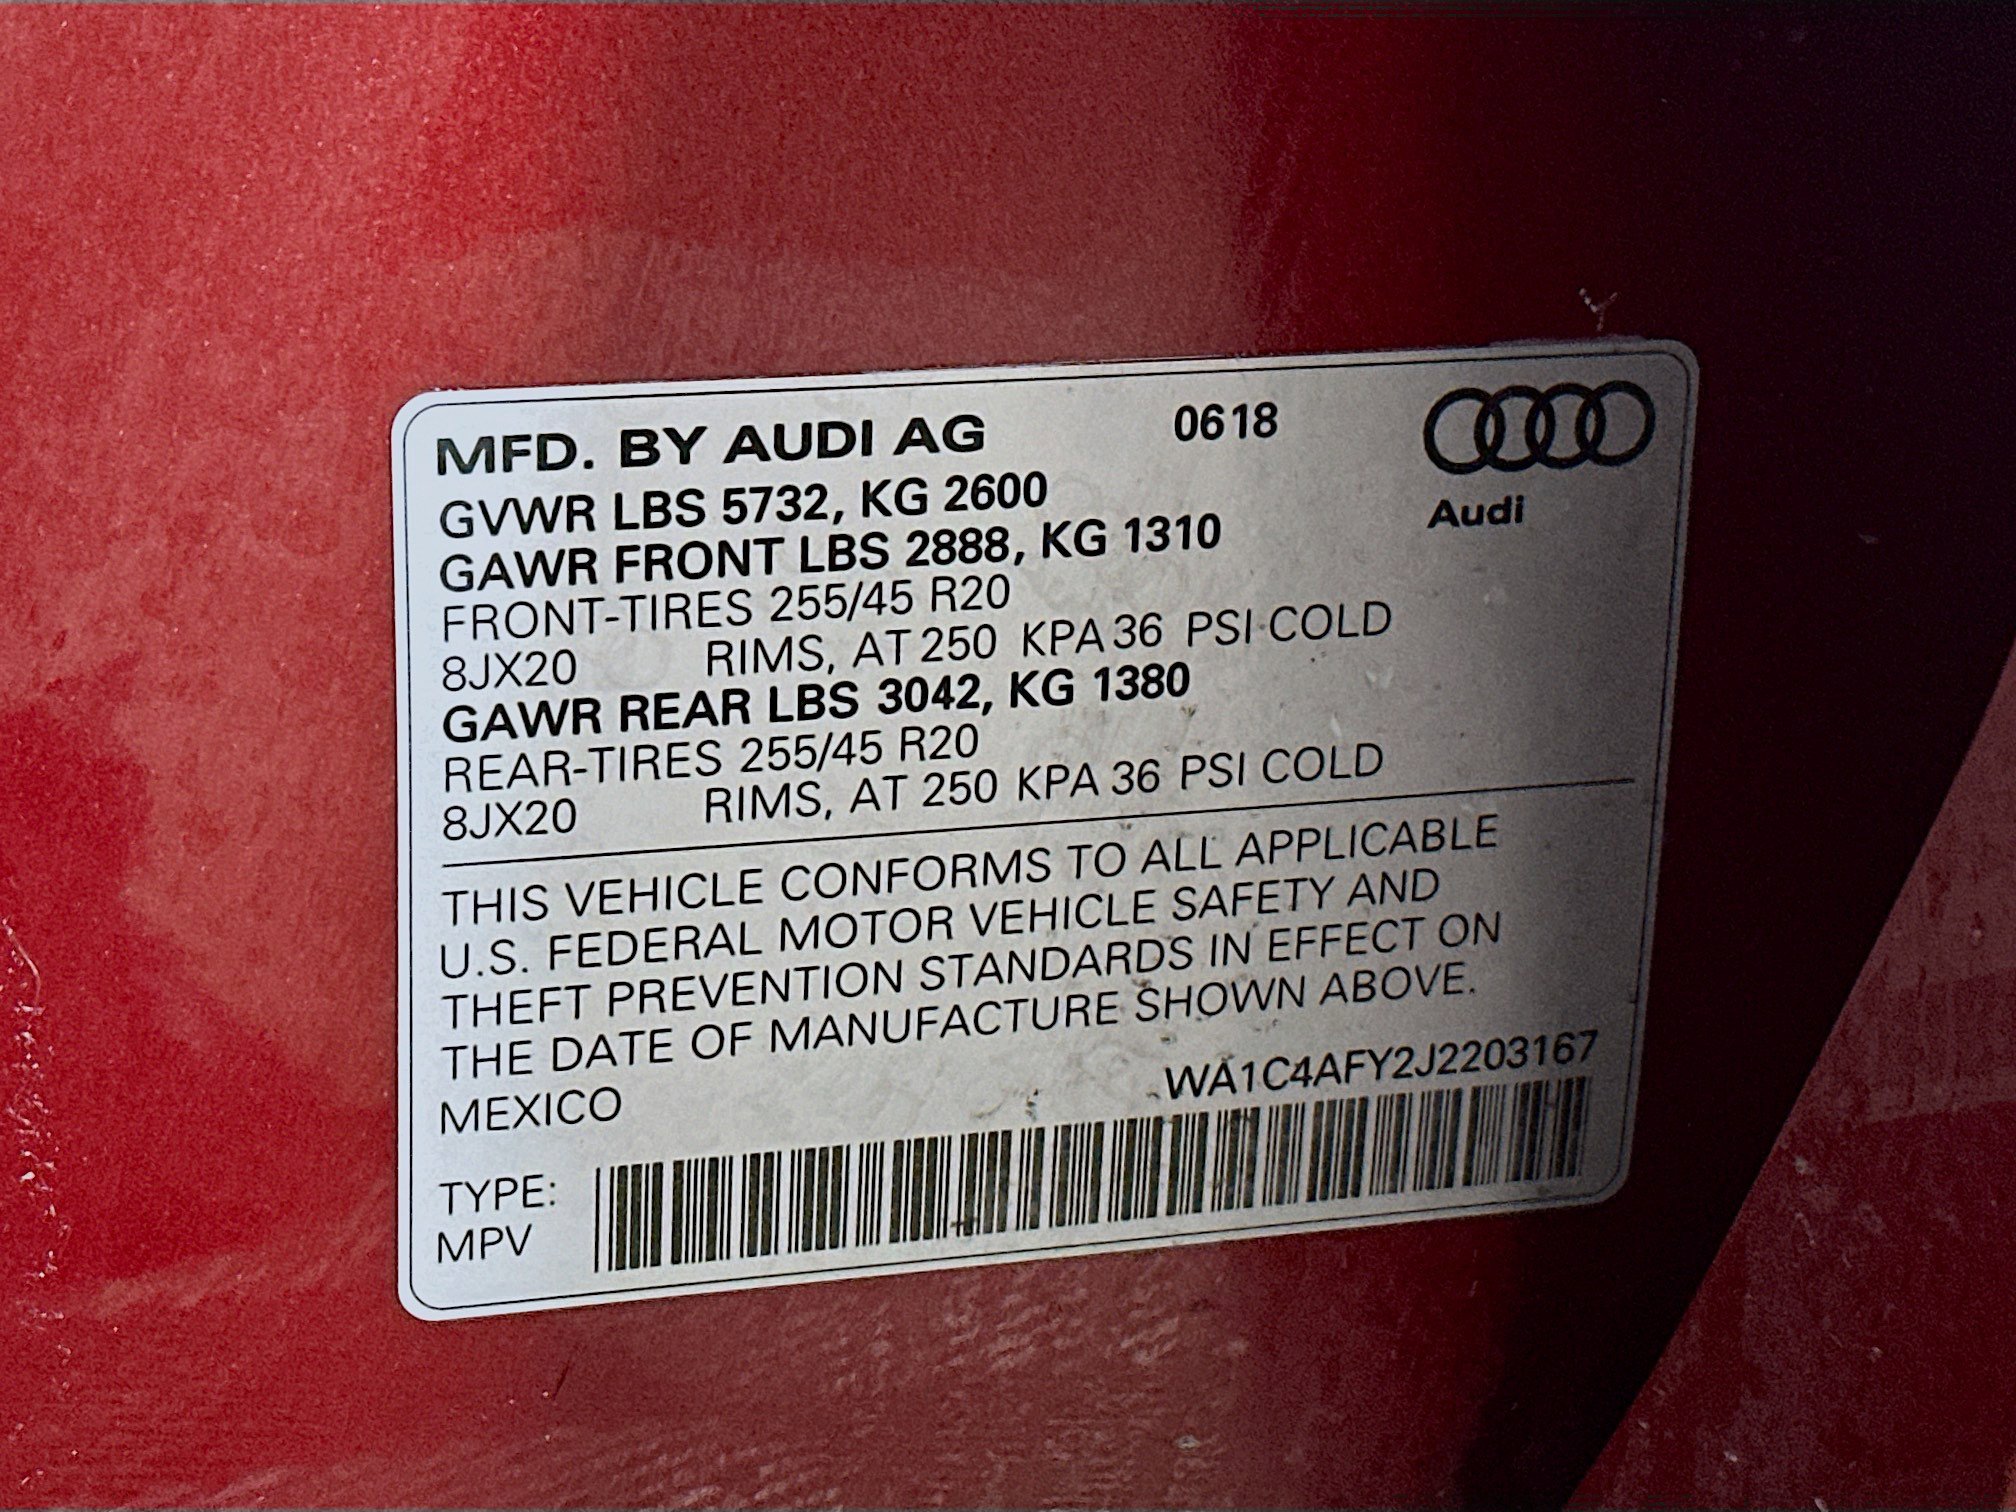 MFD. BY AUDI AG 0618
Audi
GVWR LBS 5732, KG 2600
GAWR FRONT LBS 2888, KG 1310
FRONT-TIRES 255/45 R20
8JX20 RIMS, AT 250 KPA 36 PSI COLD
GAWR REAR LBS 3042, KG 1380
REAR-TIRES 255/45 R20
8JX20 RIMS, AT 250 KPA 36 PSI COLD
THIS VEHICLE CONFORMS TO ALL APPLICABLE
U.S. FEDERAL MOTOR VEHICLE SAFETY AND
THEFT PREVENTION STANDARDS IN EFFECT ON
THE DATE OF MANUFACTURE SHOWN ABOVE.
MEXICO WA1C4AFY2J2203167
TYPE:
MPV